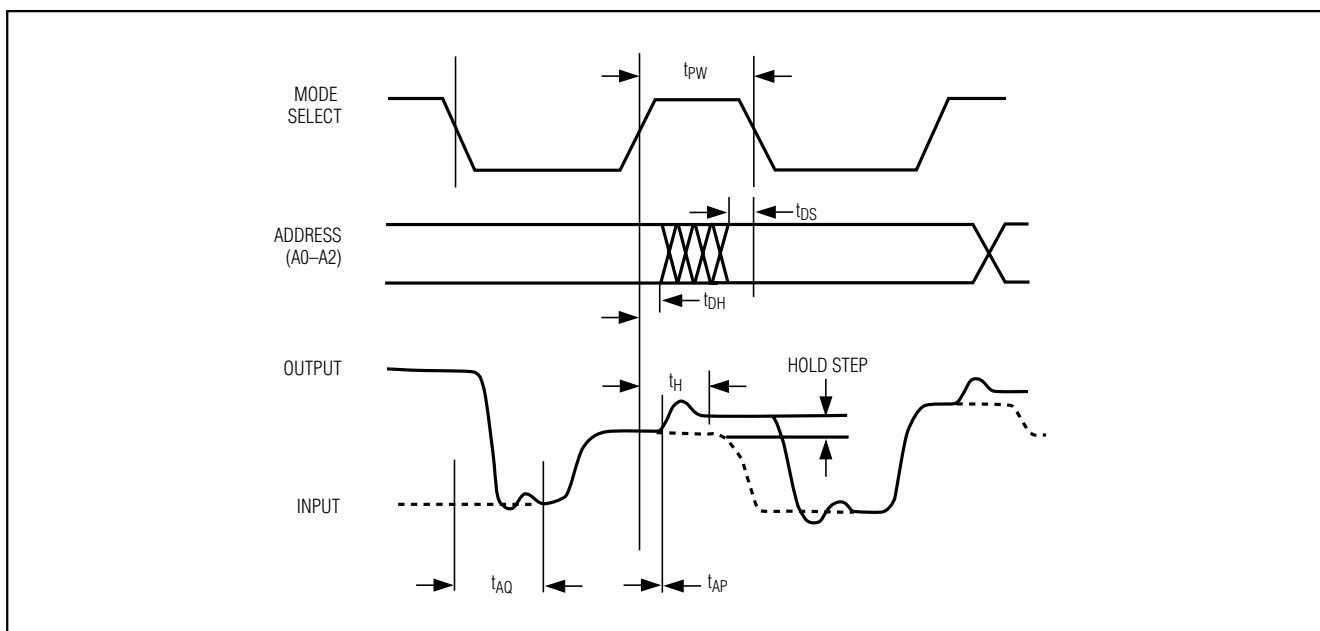 tPW
MODE
SELECT
tDS
ADDRESS
(A0–A2)
tDH
OUTPUT
tH
HOLD STEP
INPUT
tAQ
tAP